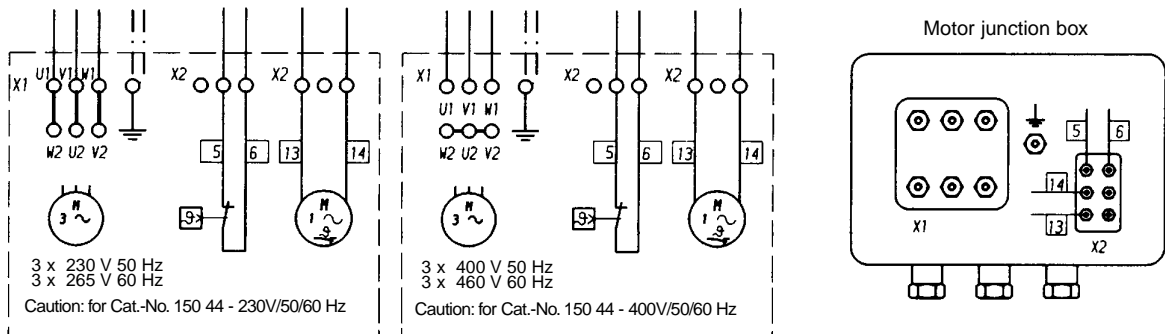 X1 U1 V1 W1
X2
X2
W2 U2 V2
5 6
13 14
M
3 ~
ϑ>
M
1 ~
ϑ
3 x 230 V 50 Hz
3 x 265 V 60 Hz
Caution: for Cat.-No. 150 44 - 230V/50/60 Hz
X1
X2
X2
U1 V1 W1
W2 U2 V2
5 6
13 14
M
3 ~
ϑ>
M
1 ~
ϑ
3 x 400 V 50 Hz
3 x 460 V 60 Hz
Caution: for Cat.-No. 150 44 - 400V/50/60 Hz
Motor junction box
5 6
14
13
X1
X2